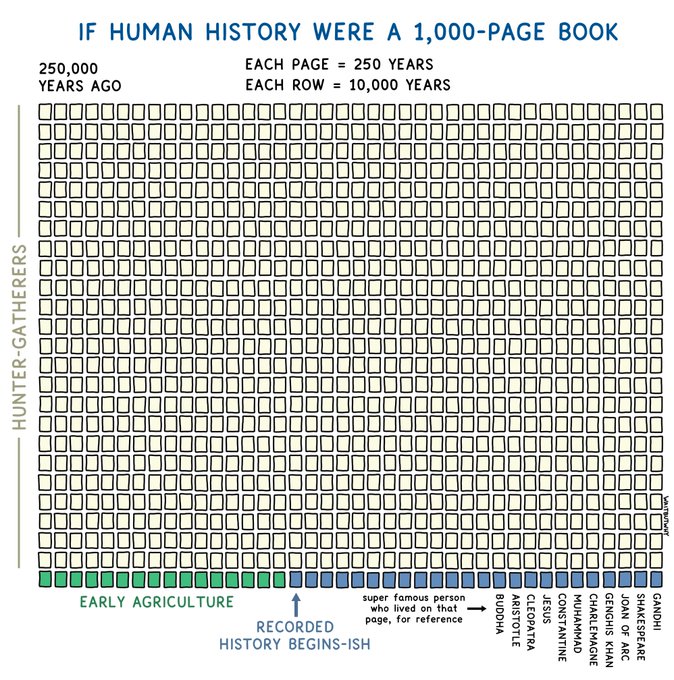 IF HUMAN HISTORY WERE A 1,000-PAGE BOOK
250,000
YEARS AGO
EACH PAGE = 250 YEARS
EACH ROW = 10,000 YEARS
HUNTER-GATHERERS
WAITBUTWHY
EARLY AGRICULTURE
RECORDED
HISTORY BEGINS-ISH
super famous person
who lived on that
page, for reference
BUDDHA
ARISTOTLE
CLEOPATRA
JESUS
CONSTANTINE
MUHAMMAD
CHARLEMAGNE
GENGHIS KHAN
JOAN OF ARC
SHAKESPEARE
GANDHI